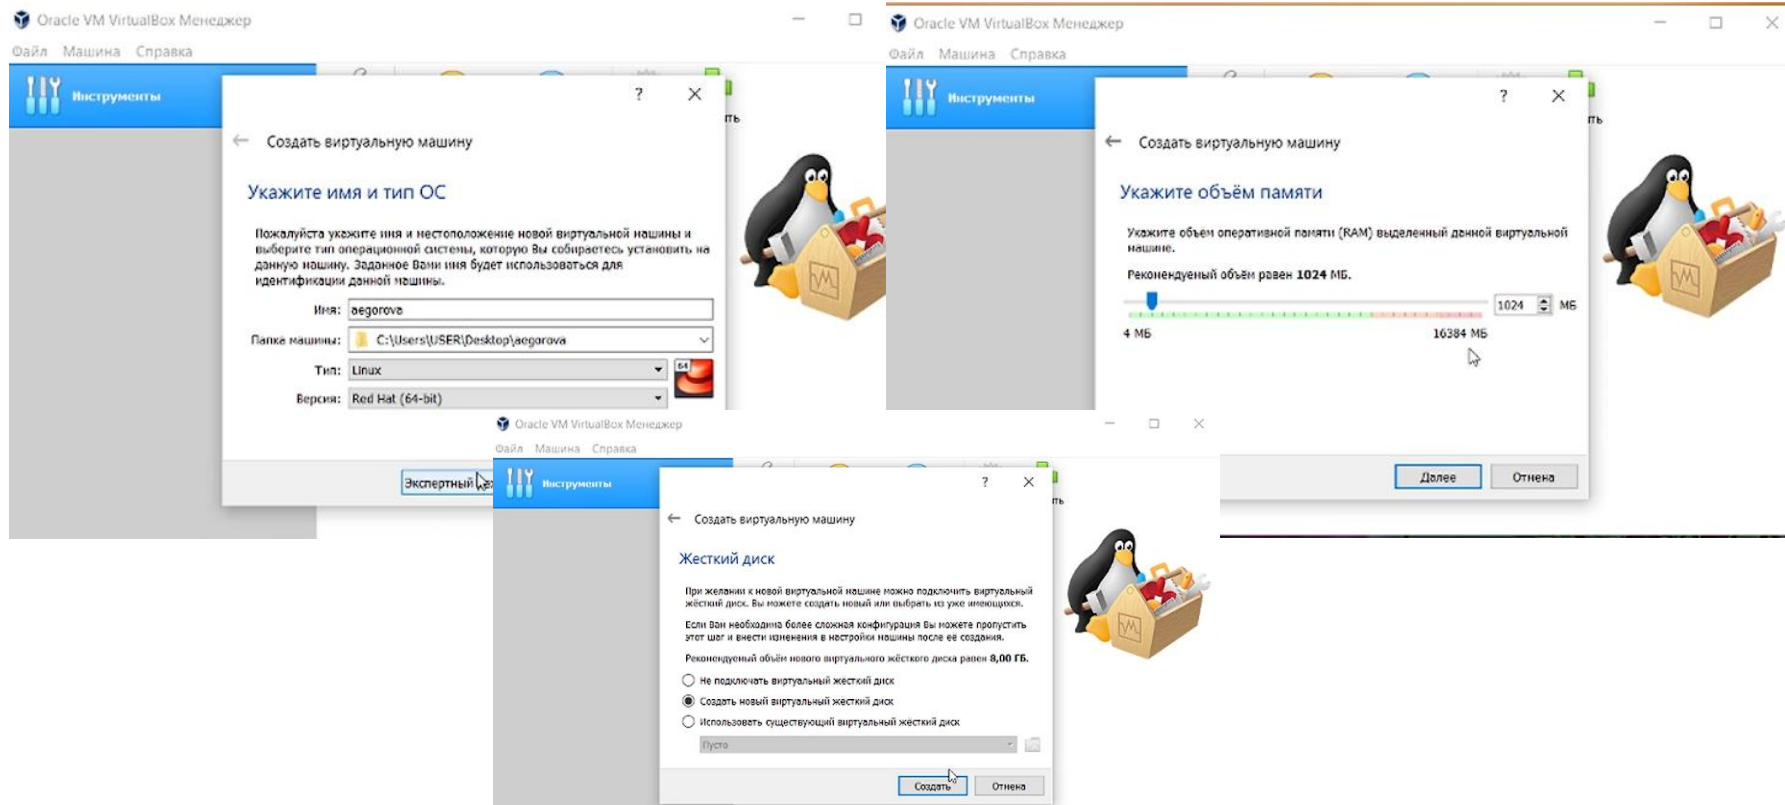 Oracle VM VirtualBox Менеджер
Файл Машина Справка
Инструменты
?
ть
Создать виртуальную машину
Укажите имя и тип ОС
Пожалуйста укажите имя и местоположение новой виртуальной машины и
выберите тип операционной системы, которую Вы собираетесь установить на
данную машину. Заданное Вами имя будет использоваться для
идентификации данной машины.
Имя: aegorova
Папка машины: C:\Users\USER\Desktop\aegorova
Тип: Linux
64
Версия: Red Hat (64-bit)
Экспертный
Oracle VM VirtualBox Менеджер
Файл Машина Справка
Инструменты
?
ть
Создать виртуальную машину
Укажите объём памяти
Укажите объем оперативной памяти (RAM) выделенный данной виртуальной
машине.
Рекомендуемый объём равен 1024 МБ.
1024 МБ
4 МБ 16384 МБ
Далее Отмена
Oracle VM VirtualBox Менеджер
Файл Машина Справка
Инструменты
?
ть
Создать виртуальную машину
Жесткий диск
При желании к новой виртуальной машине можно подключить виртуальный
жёсткий диск. Вы можете создать новый или выбрать из уже имеющихся.
Если Вам необходима более сложная конфигурация Вы можете пропустить
этот шаг и внести изменения в настройки машины после её создания.
Рекомендуемый объём нового виртуального жёсткого диска равен 8,00 ГБ.
Не подключать виртуальный жесткий диск
Создать новый виртуальный жесткий диск
Использовать существующий виртуальный жёсткий диск
Пусто
Создать Отмена